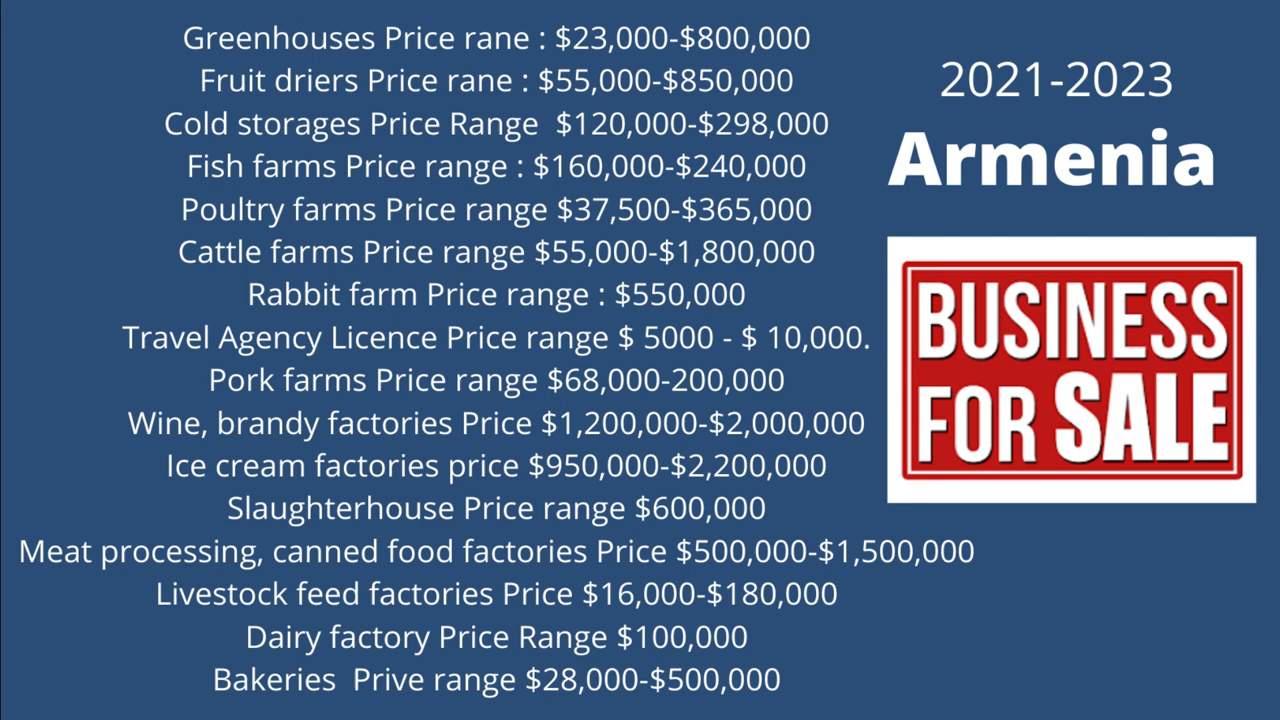 Greenhouses Price rane : $23,000-$800,000
Fruit driers Price rane : $55,000-$850,000
Cold storages Price Range  $120,000-$298,000
Fish farms Price range : $160,000-$240,000
Poultry farms Price range $37,500-$365,000
Cattle farms Price range $55,000-$1,800,000
Rabbit farm Price range : $550,000
Travel Agency Licence Price range $ 5000 - $ 10,000.
Pork farms Price range $68,000-200,000
Wine, brandy factories Price $1,200,000-$2,000,000
Ice cream factories price $950,000-$2,200,000
Slaughterhouse Price range $600,000
Meat processing, canned food factories Price $500,000-$1,500,000
Livestock feed factories Price $16,000-$180,000
Dairy factory Price Range $100,000
Bakeries  Prive range $28,000-$500,000
2021-2023
Armenia
BUSINESS
FOR SALE